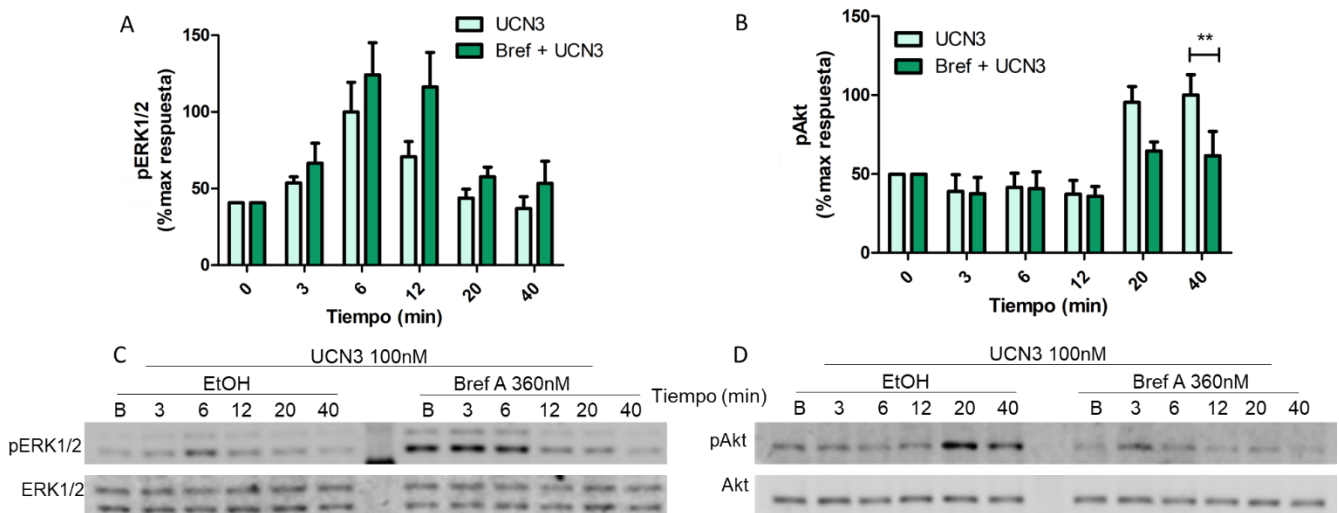 A
150
100
50
0
pERK1/2
(%max respuesta)
UCN3
Bref + UCN3
0 3 6 12 20 40
Tiempo (min)
B
150
100
50
0
pAkt
(%max respuesta)
UCN3
Bref + UCN3
**
0 3 6 12 20 40
Tiempo (min)
C
UCN3 100nM
EtOH Bref A 360nM
B 3 6 12 20 40 B 3 6 12 20 40
pERK1/2
ERK1/2
Tiempo (min)
D
UCN3 100nM
EtOH Bref A 360nM
B 3 6 12 20 40 B 3 6 12 20 40
pAkt
Akt